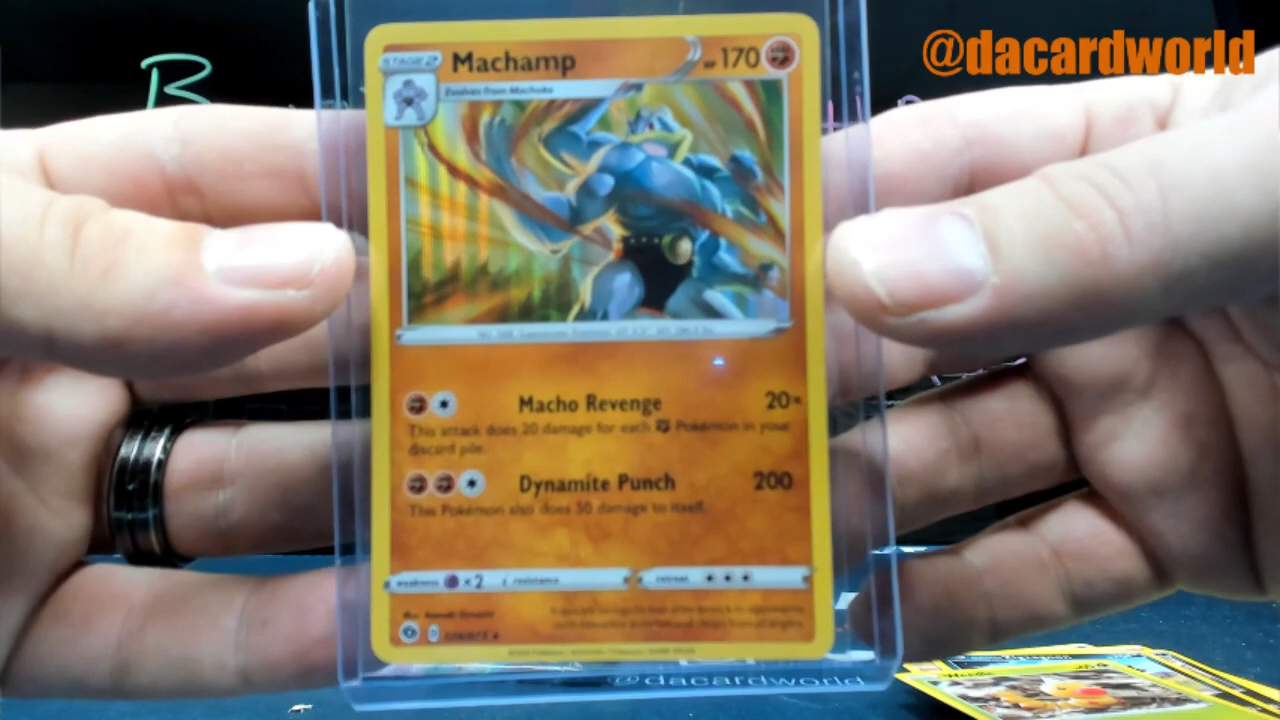 @dacardworld
B
STAGE 2
Machamp
HP 170
Evolves from Machoke
Macho Revenge 20×
This attack does 20 damage for each Pokémon in your
discard pile.
Dynamite Punch 200
This Pokémon also does 50 damage to itself.
weakness ×2 resistance retreat
@dacardworld